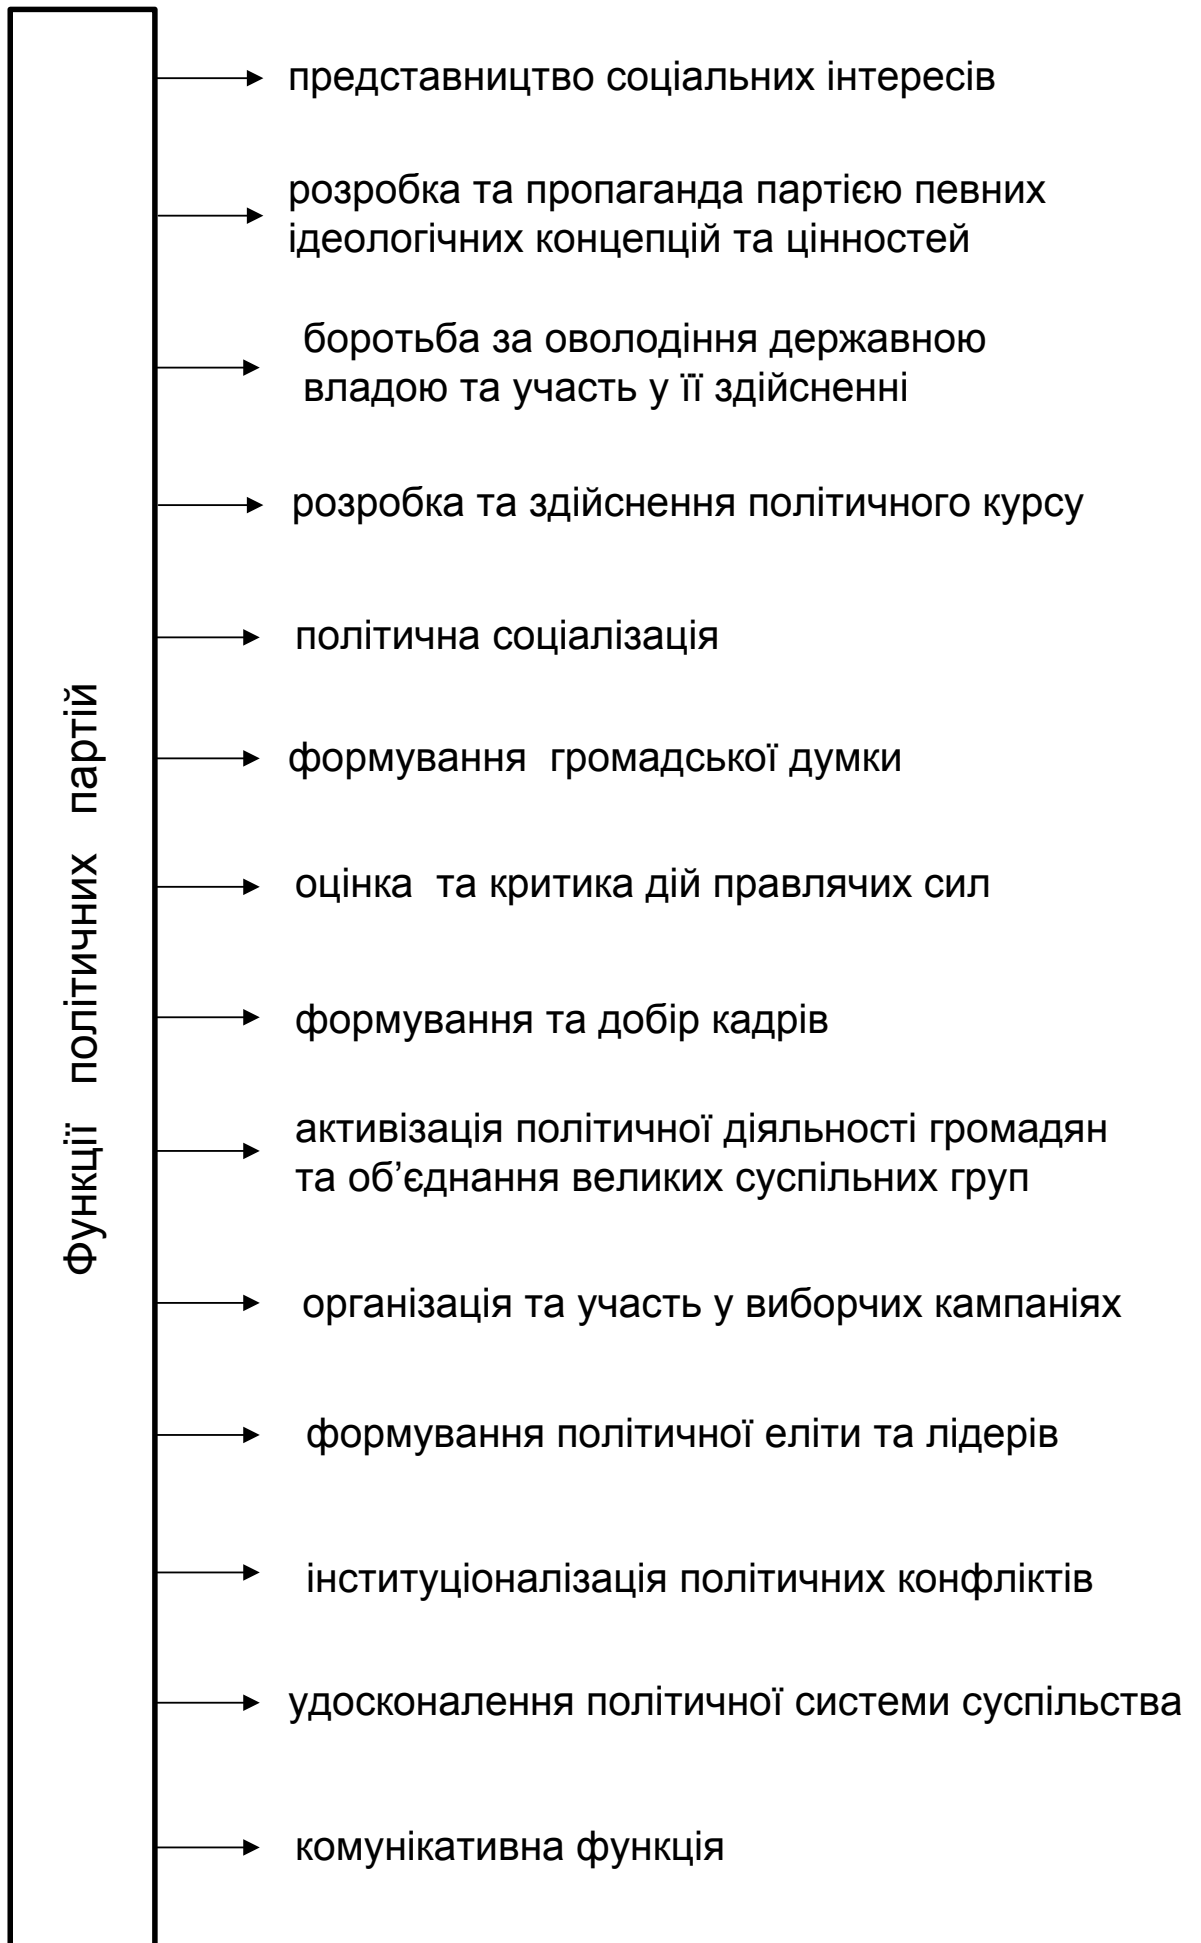 Функції політичних партій
представництво соціальних інтересів
розробка та пропаганда партією певних
ідеологічних концепцій та цінностей
боротьба за оволодіння державною
владою та участь у її здійсненні
розробка та здійснення політичного курсу
політична соціалізація
формування громадської думки
оцінка та критика дій правлячих сил
формування та добір кадрів
активізація політичної діяльності громадян
та об’єднання великих суспільних груп
організація та участь у виборчих кампаніях
формування політичної еліти та лідерів
інституціоналізація політичних конфліктів
удосконалення політичної системи суспільства
комунікативна функція